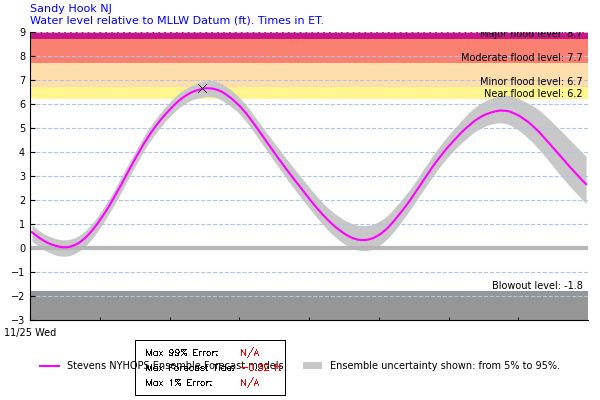 Sandy Hook NJ
Water level relative to MLLW Datum (ft). Times in ET.
9
Major flood level: 8.7
8
Moderate flood level: 7.7
7
Minor flood level: 6.7
Near flood level: 6.2
6
5
4
3
2
1
0
−1
Blowout level: -1.8
−2
−3
11/25 Wed
Max 99% Error: N/A
Stevens NYHOPS Ensemble Forecast models
Ensemble uncertainty shown: from 5% to 95%.
Max Forecast Tide: ft
Max 1% Error: N/A